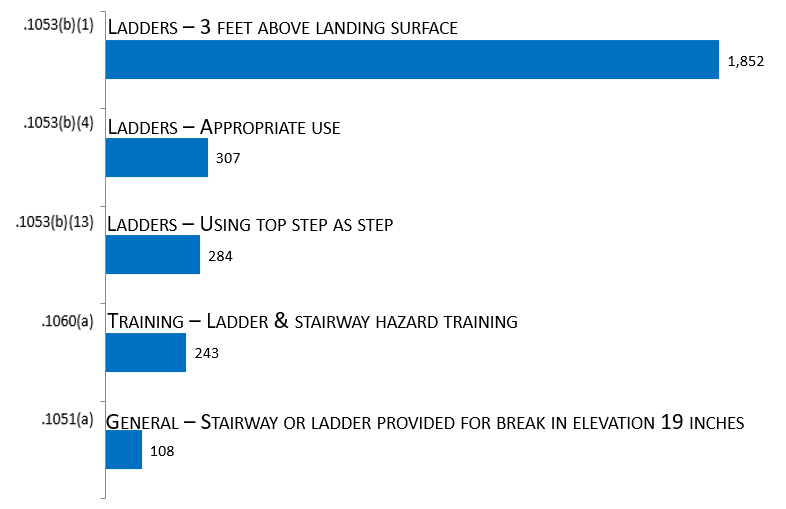 .1053(b)(1) LADDERS – 3 FEET ABOVE LANDING SURFACE
1,852
.1053(b)(4) LADDERS – APPROPRIATE USE
307
.1053(b)(13) LADDERS – USING TOP STEP AS STEP
284
.1060(a) TRAINING – LADDER & STAIRWAY HAZARD TRAINING
243
.1051(a) GENERAL – STAIRWAY OR LADDER PROVIDED FOR BREAK IN ELEVATION 19 INCHES
108